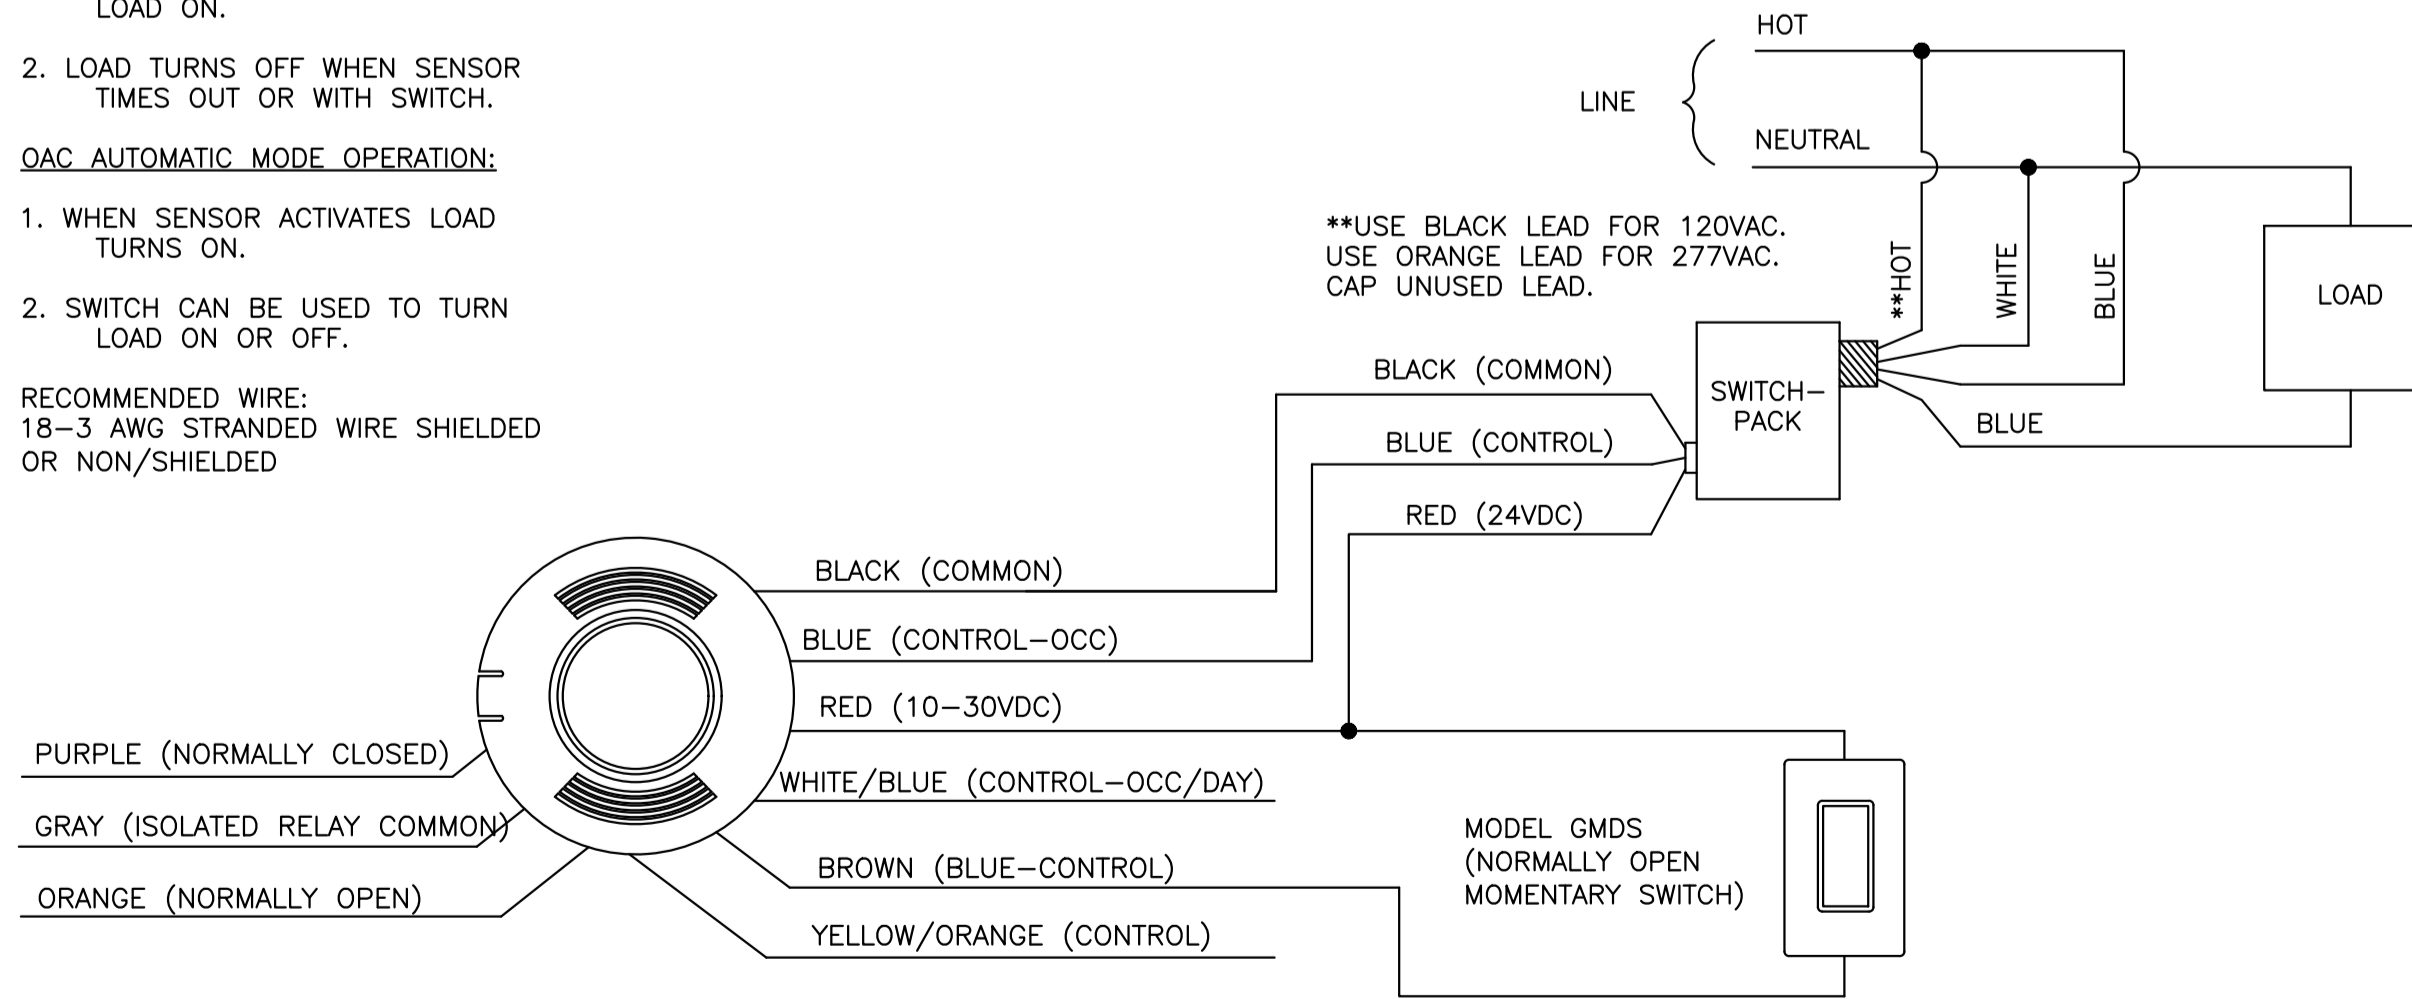 LOAD ON.
2. LOAD TURNS OFF WHEN SENSOR
TIMES OUT OR WITH SWITCH.
OAC AUTOMATIC MODE OPERATION:
1. WHEN SENSOR ACTIVATES LOAD
TURNS ON.
2. SWITCH CAN BE USED TO TURN
LOAD ON OR OFF.
RECOMMENDED WIRE:
18-3 AWG STRANDED WIRE SHIELDED
OR NON/SHIELDED
HOT
LINE
NEUTRAL
**USE BLACK LEAD FOR 120VAC.
USE ORANGE LEAD FOR 277VAC.
CAP UNUSED LEAD.
**HOT
WHITE
BLUE
LOAD
BLACK (COMMON)
BLUE (CONTROL)
RED (24VDC)
SWITCH-
PACK
BLUE
BLACK (COMMON)
BLUE (CONTROL-OCC)
RED (10-30VDC)
WHITE/BLUE (CONTROL-OCC/DAY)
BROWN (BLUE-CONTROL)
YELLOW/ORANGE (CONTROL)
PURPLE (NORMALLY CLOSED)
GRAY (ISOLATED RELAY COMMON)
ORANGE (NORMALLY OPEN)
MODEL GMDS
(NORMALLY OPEN
MOMENTARY SWITCH)